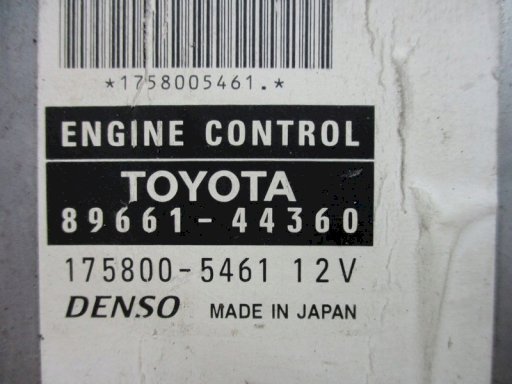 *1758005461.*
ENGINE CONTROL
TOYOTA
89661-44360
175800-5461 12V
DENSO MADE IN JAPAN